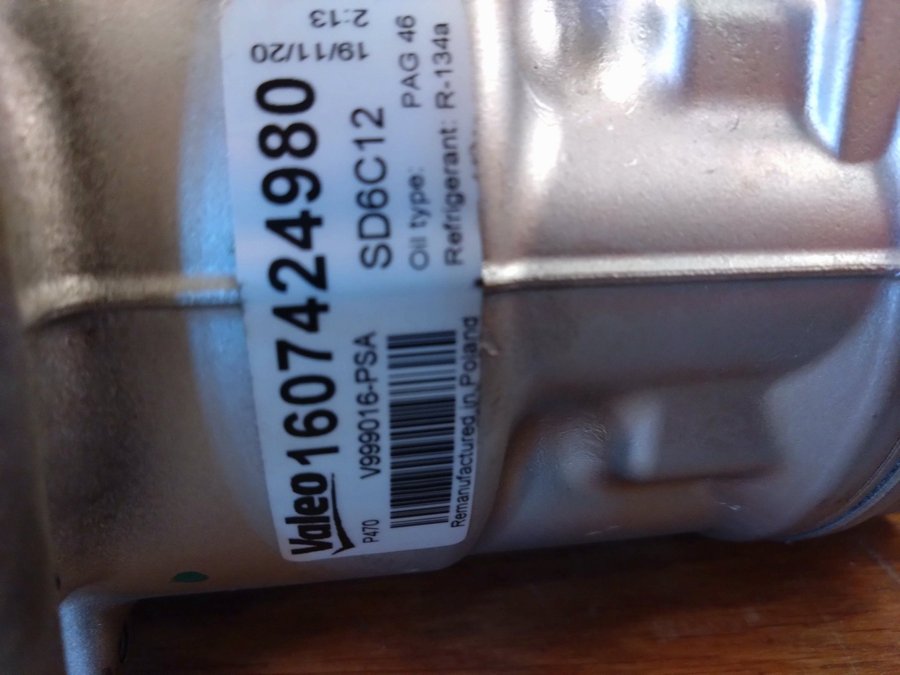 Valeo 1607424980
P470 V999016-PSA
SD6C12
Oil type: PAG 46
Refrigerant: R-134a
Remanufactured in Poland
19/11/20
2:13